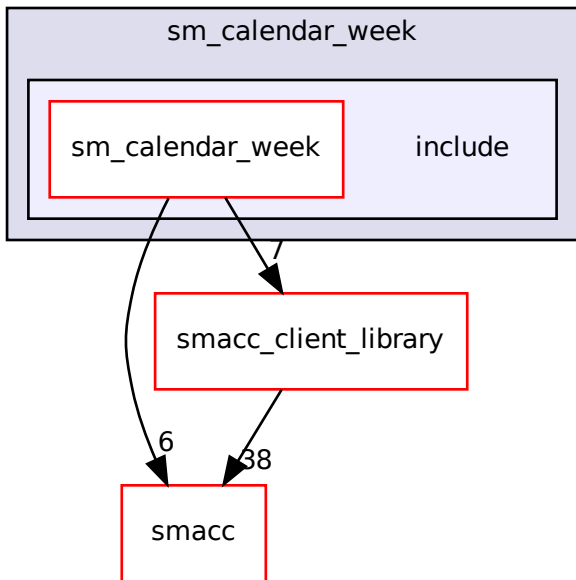 sm_calendar_week
sm_calendar_week include
7
smacc_client_library
6
38
smacc